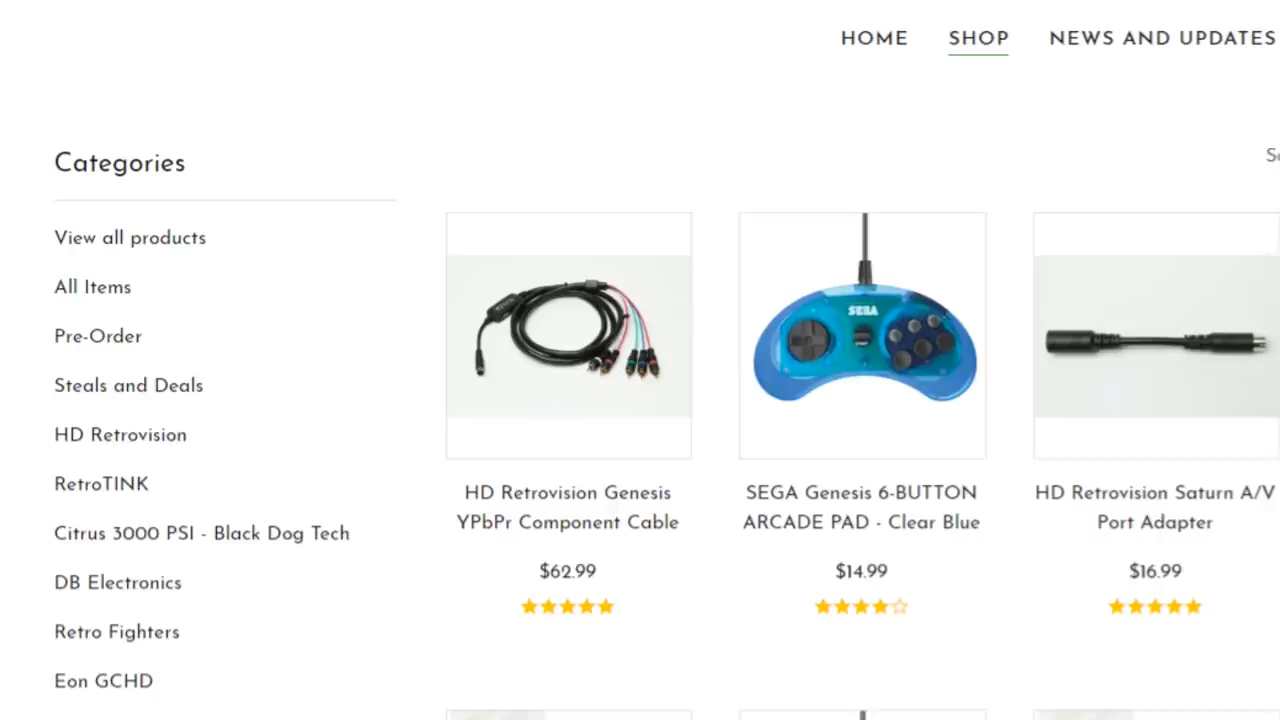 HOME SHOP NEWS AND UPDATES
Categories
View all products
All Items
Pre-Order
Steals and Deals
HD Retrovision
RetroTINK
Citrus 3000 PSI - Black Dog Tech
DB Electronics
Retro Fighters
Eon GCHD
SEGA
HD Retrovision Genesis
YPbPr Component Cable
$62.99
SEGA Genesis 6-BUTTON
ARCADE PAD - Clear Blue
$14.99
HD Retrovision Saturn A/V
Port Adapter
$16.99